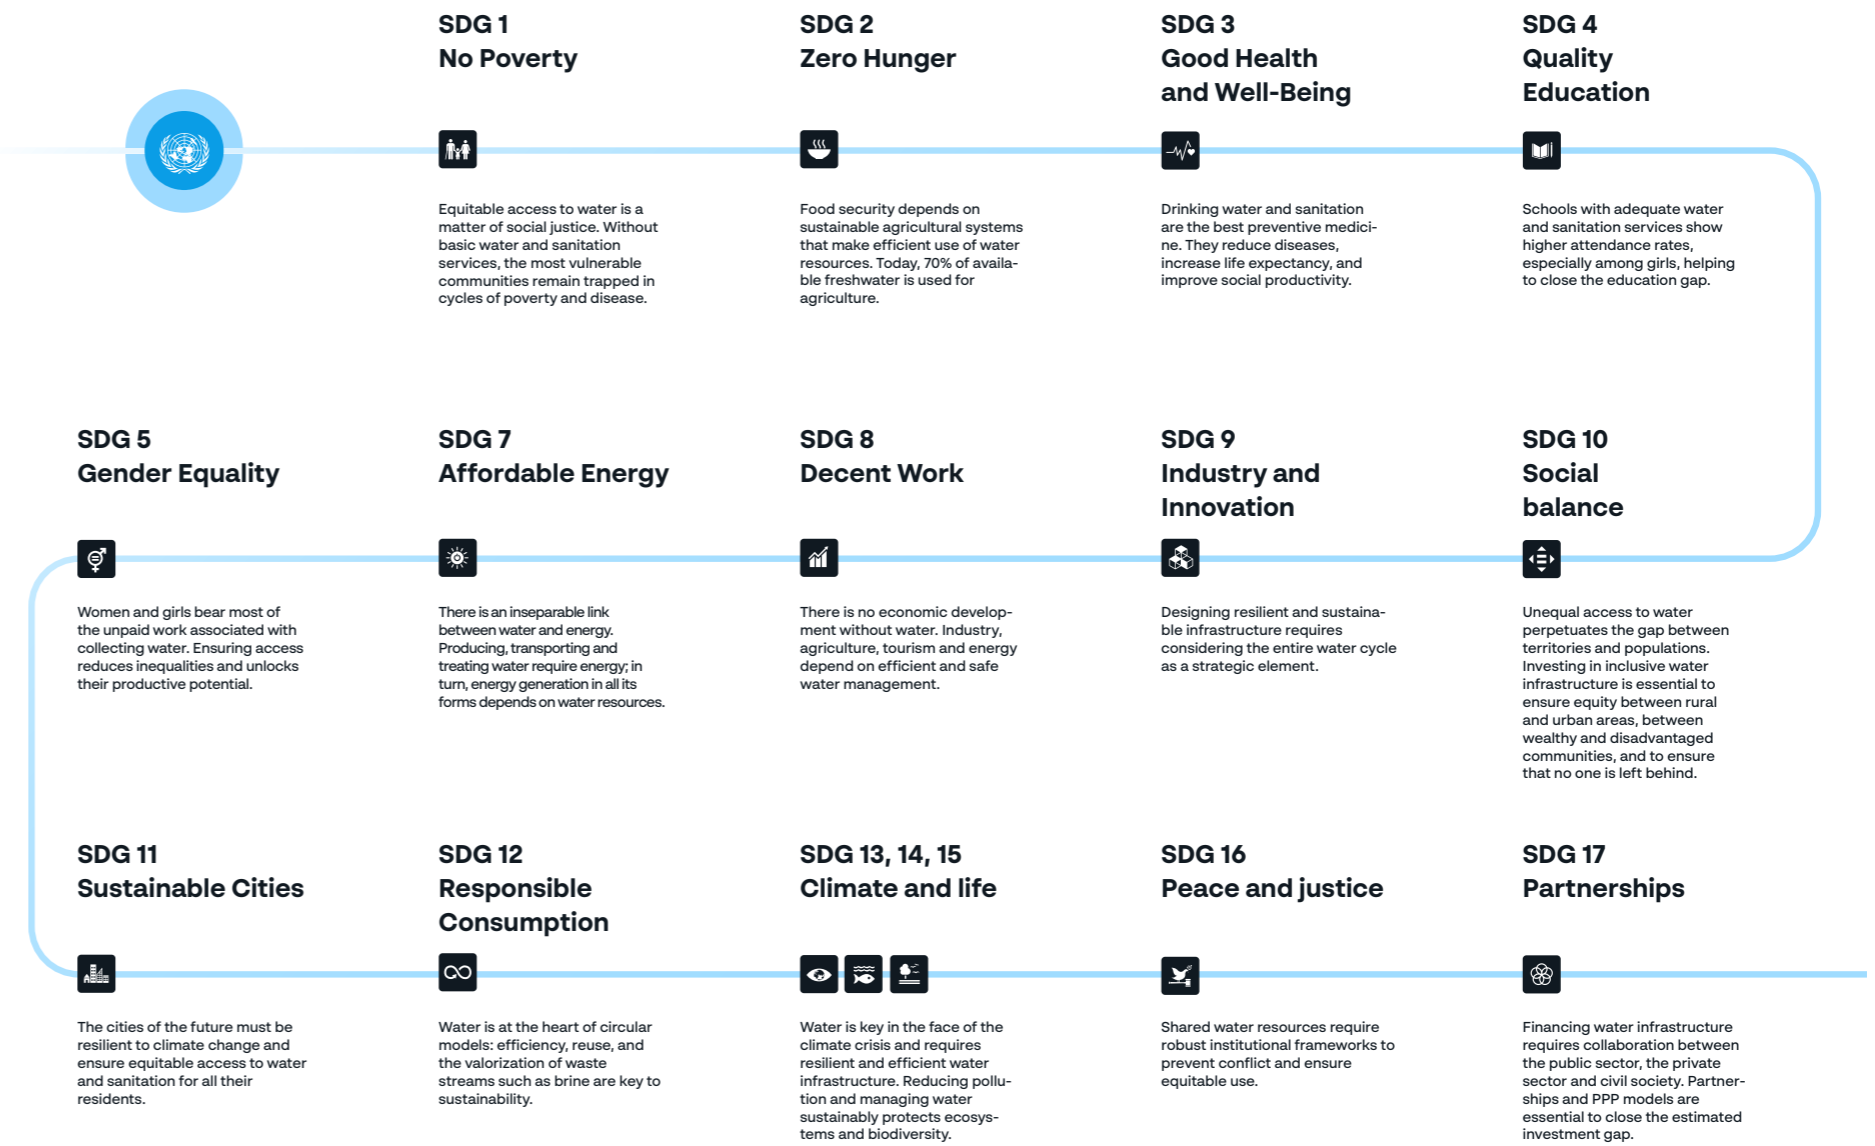 SDG 1
No Poverty
Equitable access to water is a
matter of social justice. Without
basic water and sanitation
services, the most vulnerable
communities remain trapped in
cycles of poverty and disease.
SDG 2
Zero Hunger
Food security depends on
sustainable agricultural systems
that make efficient use of water
resources. Today, 70% of availa-
ble freshwater is used for
agriculture.
SDG 3
Good Health
and Well-Being
Drinking water and sanitation
are the best preventive medici-
ne. They reduce diseases,
increase life expectancy, and
improve social productivity.
SDG 4
Quality
Education
Schools with adequate water
and sanitation services show
higher attendance rates,
especially among girls, helping
to close the education gap.
SDG 5
Gender Equality
Women and girls bear most of
the unpaid work associated with
collecting water. Ensuring access
reduces inequalities and unlocks
their productive potential.
SDG 7
Affordable Energy
There is an inseparable link
between water and energy.
Producing, transporting and
treating water require energy; in
turn, energy generation in all its
forms depends on water resources.
SDG 8
Decent Work
There is no economic develop-
ment without water. Industry,
agriculture, tourism and energy
depend on efficient and safe
water management.
SDG 9
Industry and
Innovation
Designing resilient and sustaina-
ble infrastructure requires
considering the entire water cycle
as a strategic element.
SDG 10
Social
balance
Unequal access to water
perpetuates the gap between
territories and populations.
Investing in inclusive water
infrastructure is essential to
ensure equity between rural
and urban areas, between
wealthy and disadvantaged
communities, and to ensure
that no one is left behind.
SDG 11
Sustainable Cities
The cities of the future must be
resilient to climate change and
ensure equitable access to water
and sanitation for all their
residents.
SDG 12
Responsible
Consumption
Water is at the heart of circular
models: efficiency, reuse, and
the valorization of waste
streams such as brine are key to
sustainability.
SDG 13, 14, 15
Climate and life
Water is key in the face of the
climate crisis and requires
resilient and efficient water
infrastructure. Reducing pollu-
tion and managing water
sustainably protects ecosys-
tems and biodiversity.
SDG 16
Peace and justice
Shared water resources require
robust institutional frameworks to
prevent conflict and ensure
equitable use.
SDG 17
Partnerships
Financing water infrastructure
requires collaboration between
the public sector, the private
sector and civil society. Partner-
ships and PPP models are
essential to close the estimated
investment gap.